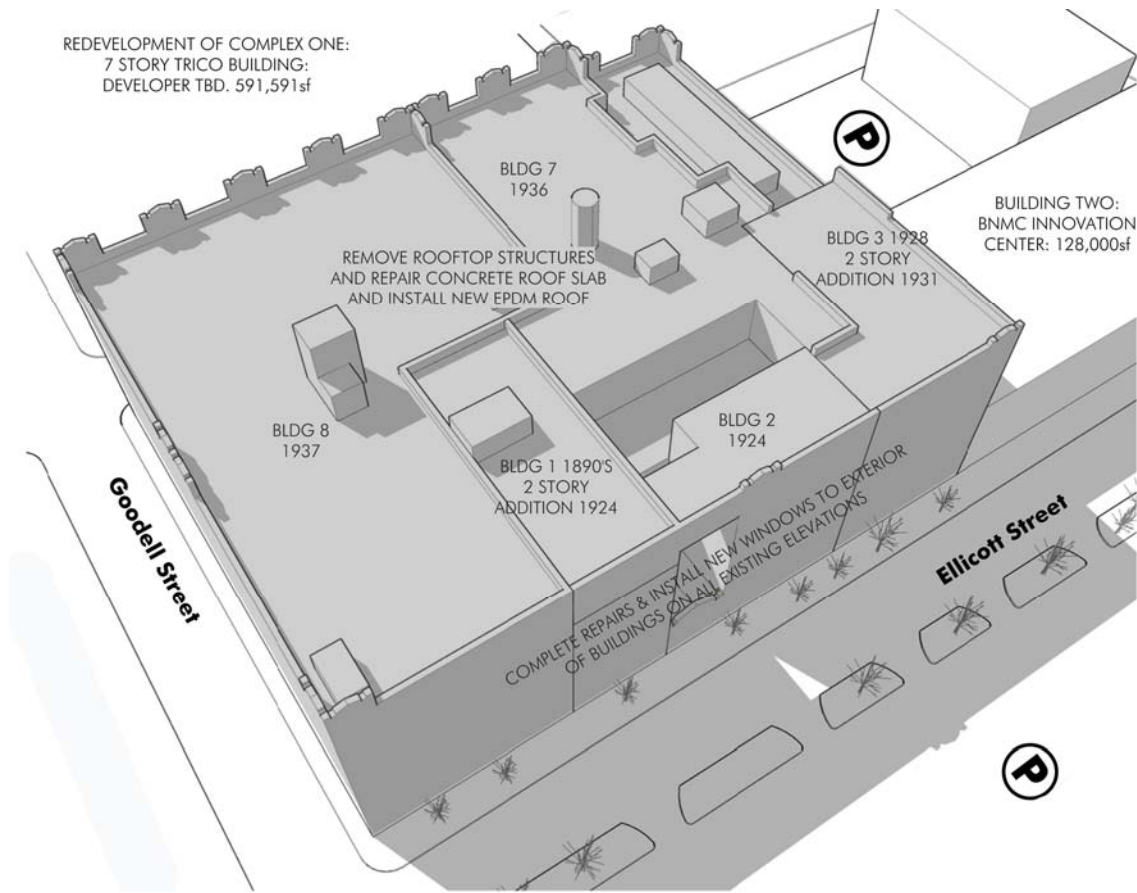 REDEVELOPMENT OF COMPLEX ONE:
7 STORY TRICO BUILDING:
DEVELOPER TBD. 591,591sf
P
BLDG 7
1936
BUILDING TWO:
BNMC INNOVATION
CENTER: 128,000sf
BLDG 3 1928
2 STORY
ADDITION 1931
REMOVE ROOFTOP STRUCTURES
AND REPAIR CONCRETE ROOF SLAB
AND INSTALL NEW EPDM ROOF
BLDG 8
1937
BLDG 2
1924
BLDG 1 1890'S
2 STORY
ADDITION 1924
COMPLETE REPAIRS & INSTALL NEW WINDOWS TO EXTERIOR
OF BUILDINGS ON ALL EXISTING ELEVATIONS
Goodell Street
Ellicott Street
P